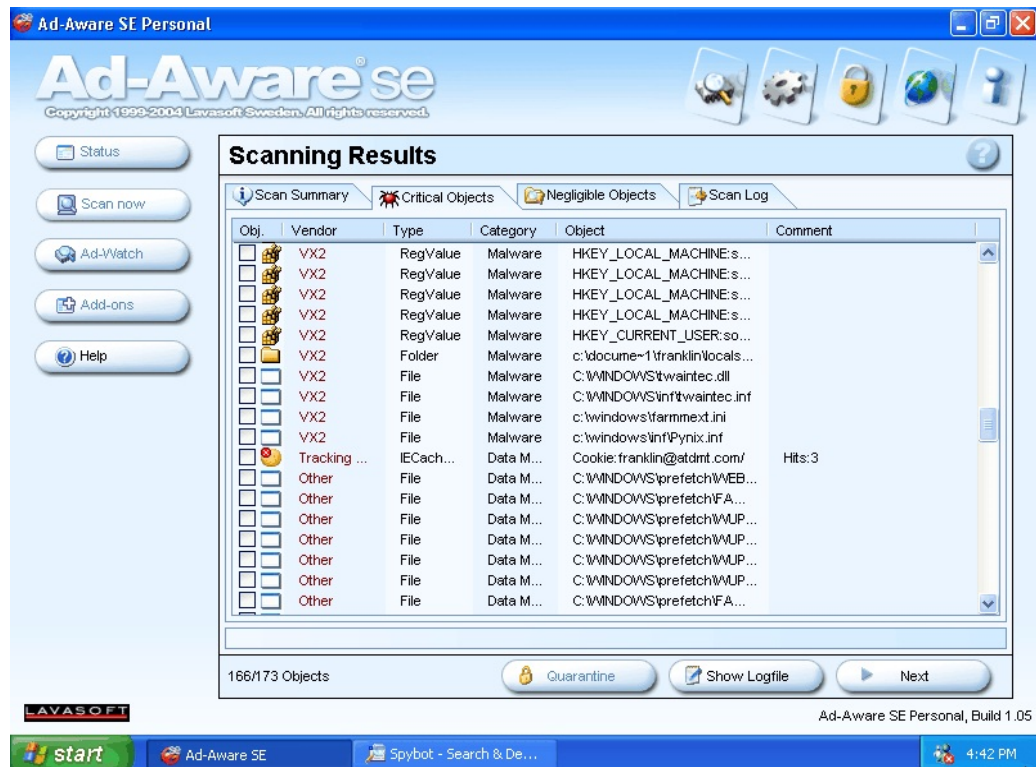 Ad-Aware SE Personal
Ad-Aware® se
Copyright 1999-2004 Lavasoft Sweden. All rights reserved.
Status
Scan now
Ad-Watch
Add-ons
Help
Scanning Results
Scan Summary Critical Objects Negligible Objects Scan Log
Obj. Vendor Type Category Object Comment
VX2 RegValue Malware HKEY_LOCAL_MACHINE:s...
VX2 RegValue Malware HKEY_LOCAL_MACHINE:s...
VX2 RegValue Malware HKEY_LOCAL_MACHINE:s...
VX2 RegValue Malware HKEY_LOCAL_MACHINE:s...
VX2 RegValue Malware HKEY_CURRENT_USER:so...
VX2 Folder Malware c:\docume~1\franklin\locals...
VX2 File Malware C:\WINDOWS\twaintec.dll
VX2 File Malware C:\WINDOWS\inf\twaintec.inf
VX2 File Malware c:\windows\farmmext.ini
VX2 File Malware c:\windows\inf\Pynix.inf
Tracking ... IECach... Data M... Cookie:franklin@atdmt.com/ Hits:3
Other File Data M... C:\WINDOWS\prefetch\WEB...
Other File Data M... C:\WINDOWS\prefetch\FA...
Other File Data M... C:\WINDOWS\prefetch\WUP...
Other File Data M... C:\WINDOWS\prefetch\WUP...
Other File Data M... C:\WINDOWS\prefetch\WUP...
Other File Data M... C:\WINDOWS\prefetch\WUP...
Other File Data M... C:\WINDOWS\prefetch\FA...
166/173 Objects
Quarantine
Show Logfile
Next
LAVASOFT
Ad-Aware SE Personal, Build 1.05
start
Ad-Aware SE
Spybot - Search & De...
4:42 PM